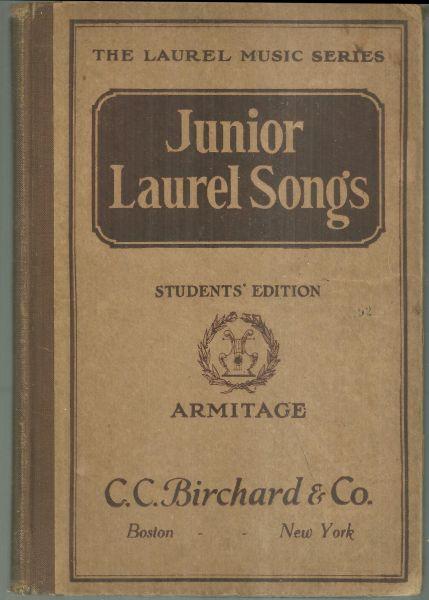 THE LAUREL MUSIC SERIES
Junior
Laurel Songs
STUDENTS' EDITION
ARMITAGE
C.C. Birchard & Co.
Boston - - New York